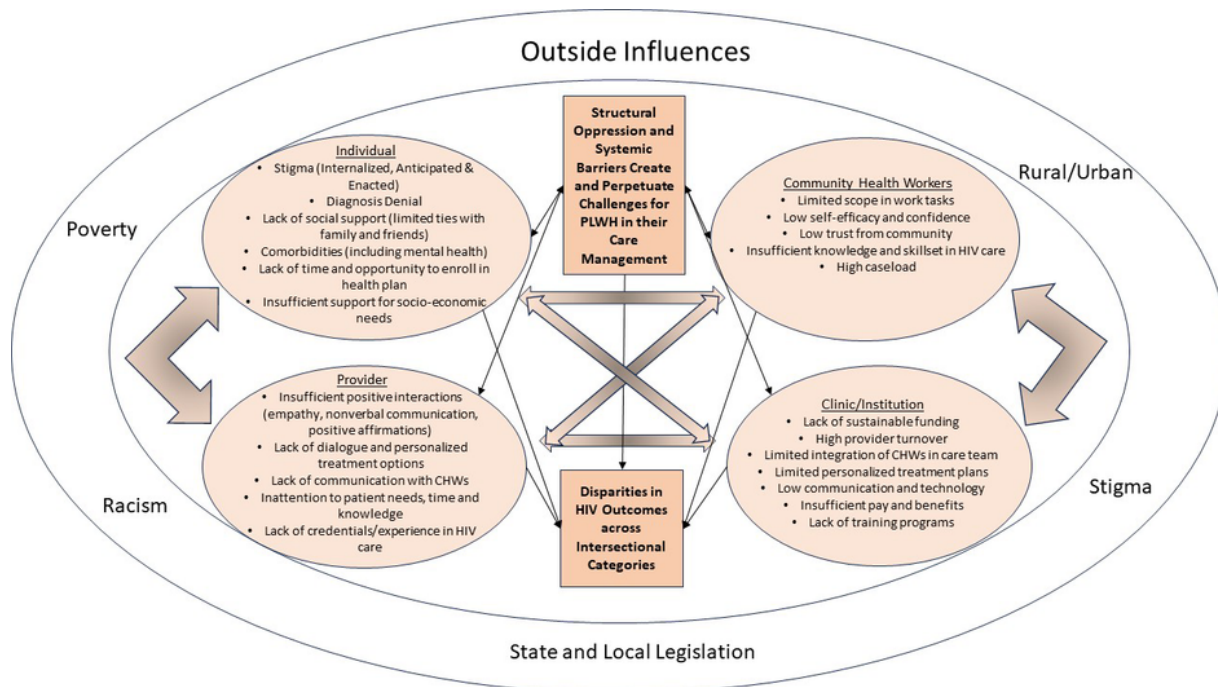 Outside Influences
Structural
Oppression and
Systemic
Barriers Create
and Perpetuate
Challenges for
PLWH in their
Care
Management
Individual
• Stigma (Internalized, Anticipated &
Enacted)
• Diagnosis Denial
• Lack of social support (limited ties with
family and friends)
• Comorbidities (including mental health)
• Lack of time and opportunity to enroll in
health plan
• Insufficient support for socio-economic
needs
Community Health Workers
• Limited scope in work tasks
• Low self-efficacy and confidence
• Low trust from community
• Insufficient knowledge and skillset in HIV care
• High caseload
Rural/Urban
Poverty
Provider
• Insufficient positive interactions
(empathy, nonverbal communication,
positive affirmations)
• Lack of dialogue and personalized
treatment options
• Lack of communication with CHWs
• Inattention to patient needs, time and
knowledge
• Lack of credentials/experience in HIV
care
Clinic/Institution
• Lack of sustainable funding
• High provider turnover
• Limited integration of CHWs in care team
• Limited personalized treatment plans
• Low communication and technology
• Insufficient pay and benefits
• Lack of training programs
Disparities in
HIV Outcomes
across
Intersectional
Categories
Racism
Stigma
State and Local Legislation